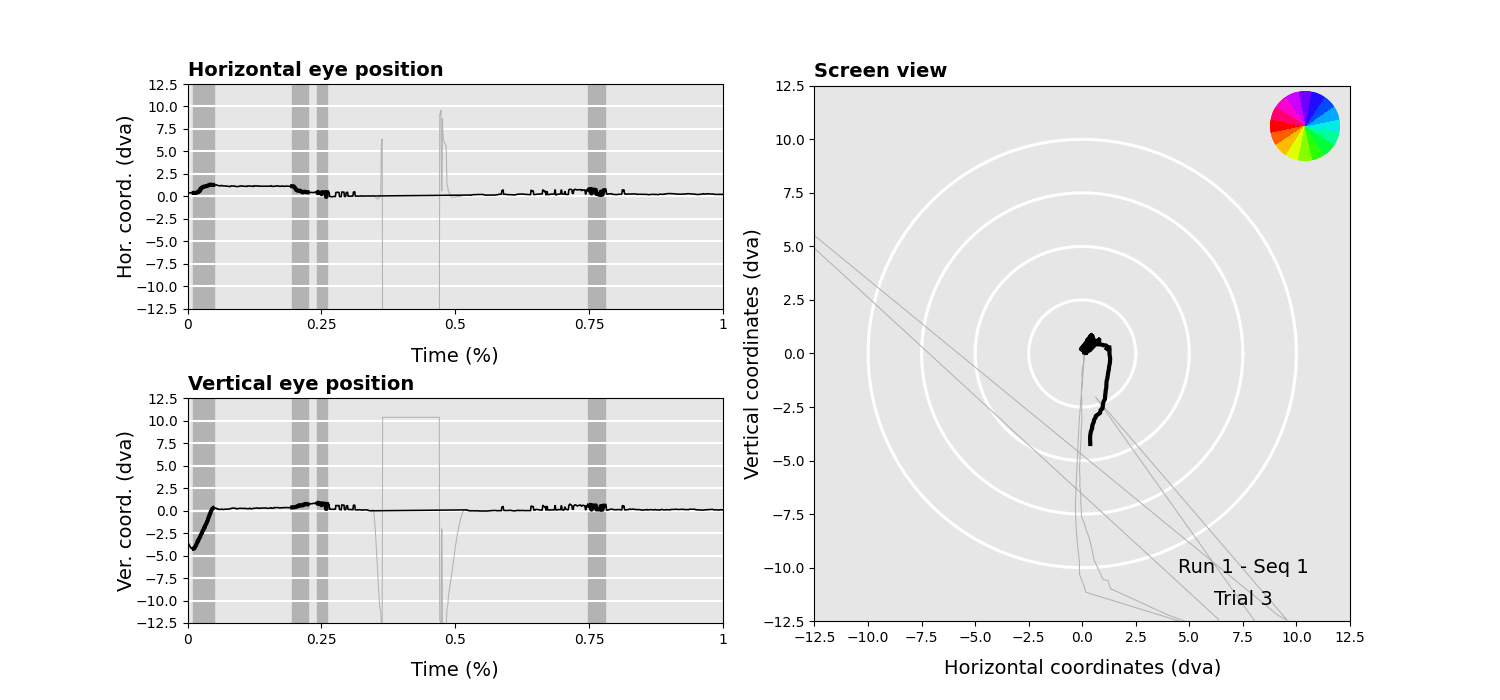 Horizontal eye position
12.5
10.0
7.5
5.0
2.5
0.0
−2.5
−5.0
−7.5
−10.0
−12.5
Hor. coord. (dva)
0 0.25 0.5 0.75 1
Time (%)
Vertical eye position
12.5
10.0
7.5
5.0
2.5
0.0
−2.5
−5.0
−7.5
−10.0
−12.5
Ver. coord. (dva)
0 0.25 0.5 0.75 1
Time (%)
Screen view
12.5
10.0
7.5
5.0
2.5
0.0
−2.5
−5.0
−7.5
−10.0
−12.5
Vertical coordinates (dva)
Run 1 - Seq 1
Trial 3
−12.5 −10.0 −7.5 −5.0 −2.5 0.0 2.5 5.0 7.5 10.0 12.5
Horizontal coordinates (dva)